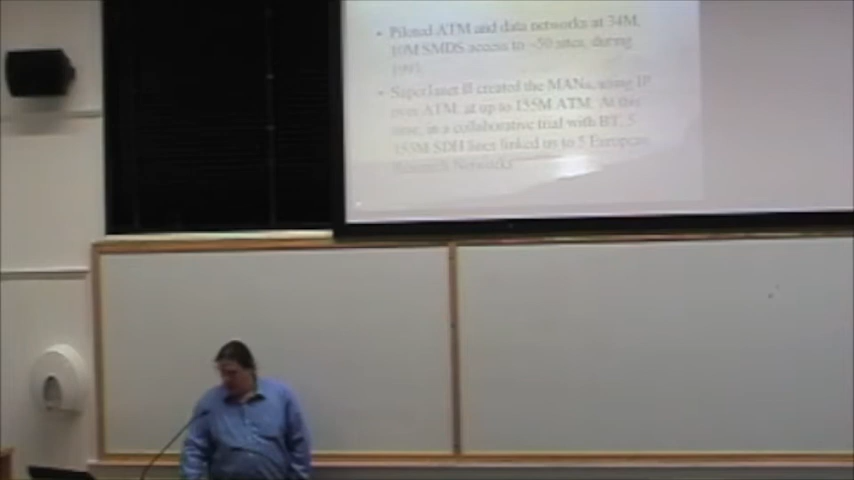 • Piloted ATM and data networks at 34M,
10M SMDS access to ~50 sites, during
• SuperJanet II created the MANs, using IP
over ATM, at up to 155M ATM. At this
time, in a collaborative trial with BT, 5
155M SDH lines linked us to 5 European
Research Networks